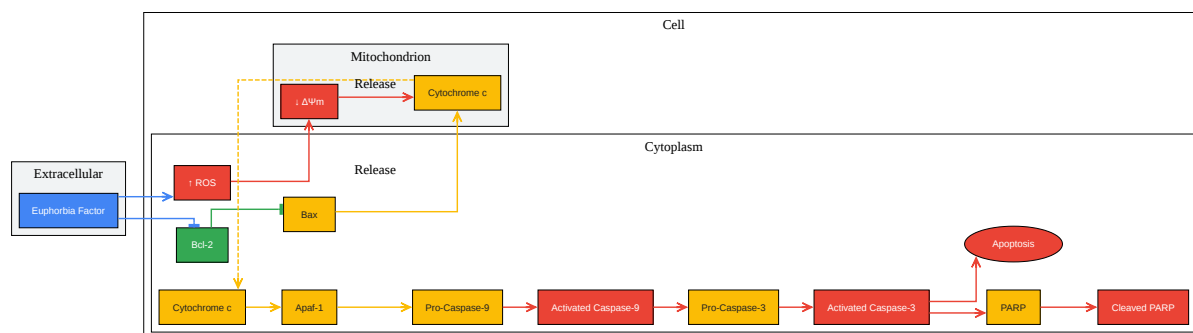 Cell
Mitochondrion
Release
↓ ΔΨm
Cytochrome c
Cytoplasm
Extracellular
Euphorbia Factor
↑ ROS
Release
Bax
Bcl-2
Apoptosis
Cytochrome c
Apaf-1
Pro-Caspase-9
Activated Caspase-9
Pro-Caspase-3
Activated Caspase-3
PARP
Cleaved PARP